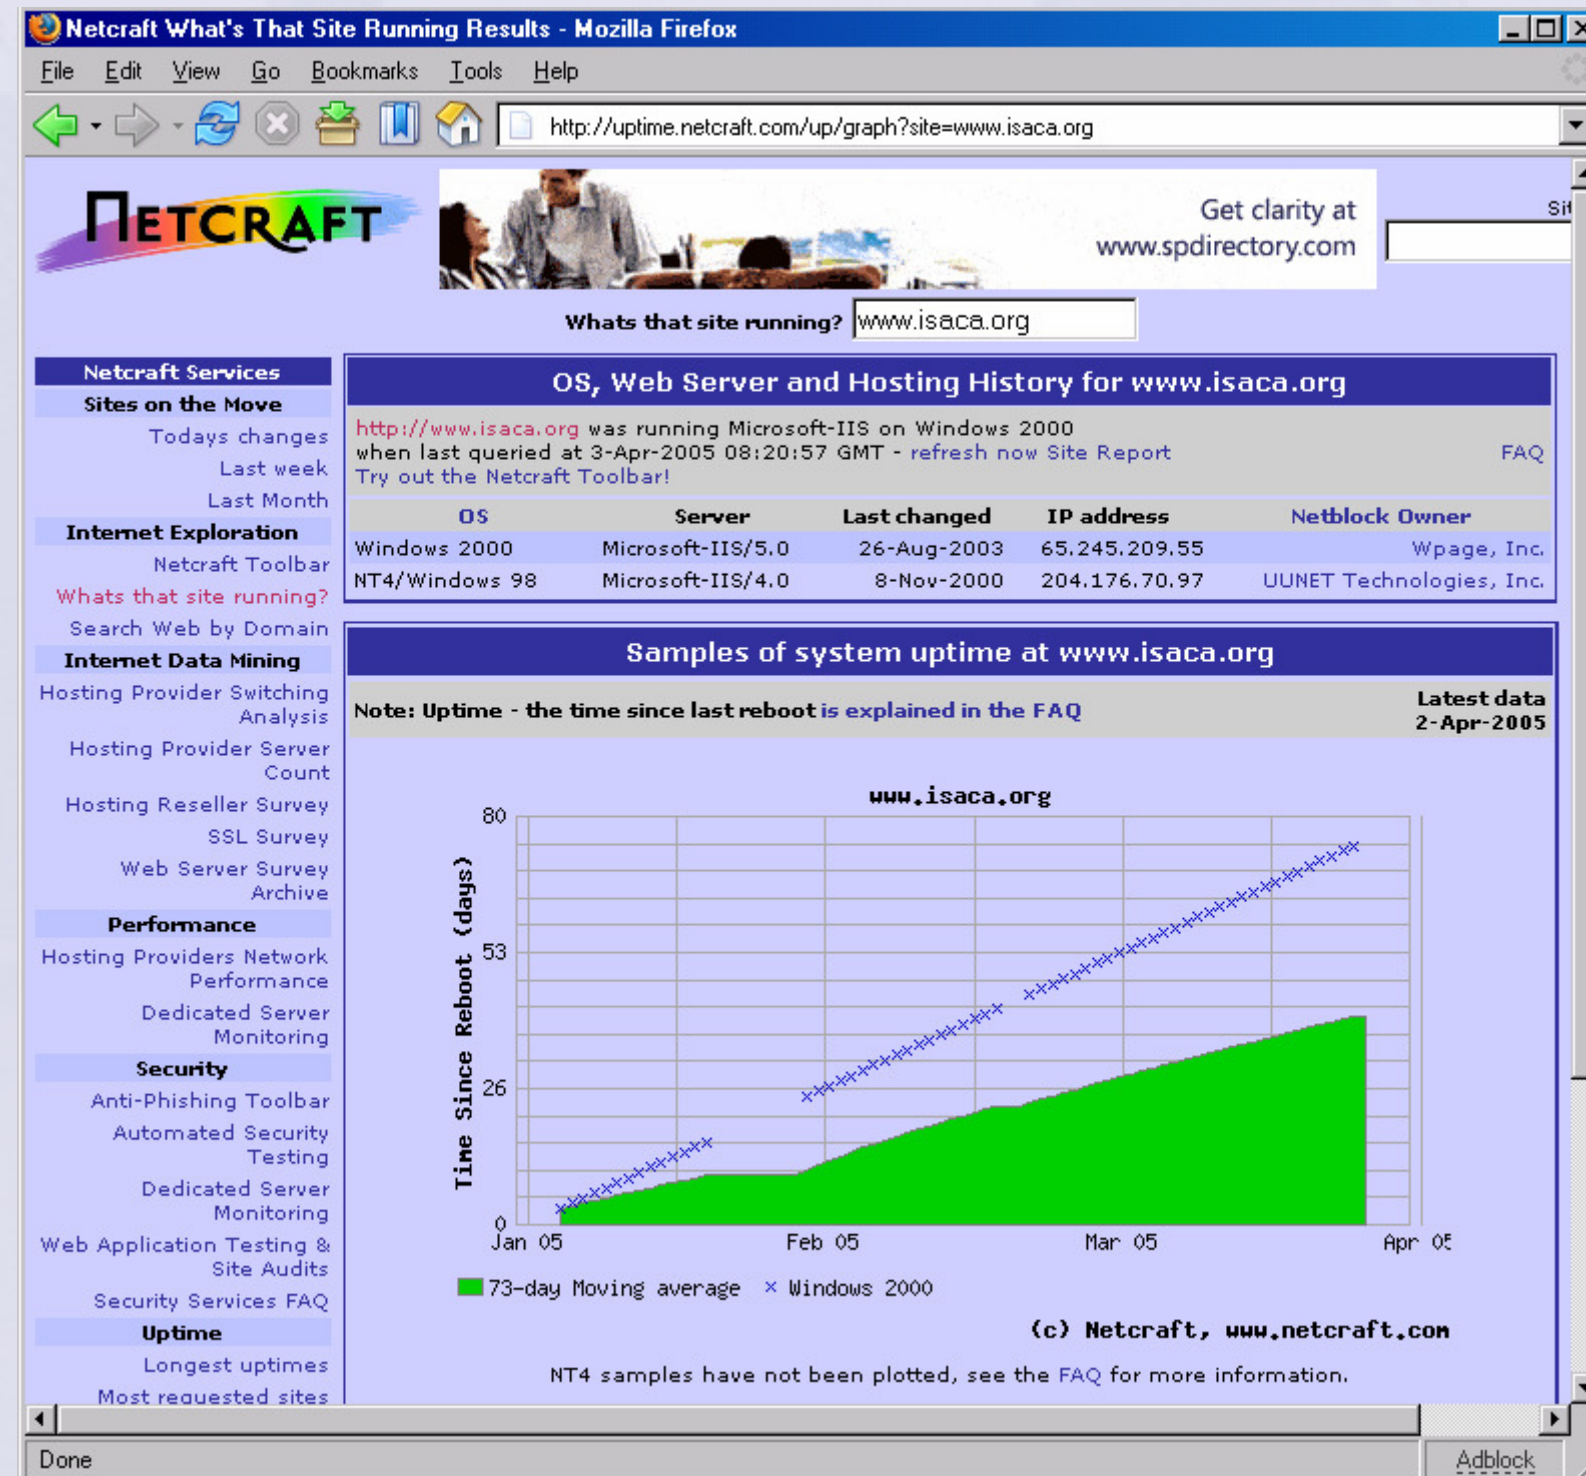 Netcraft What's That Site Running Results - Mozilla Firefox
File Edit View Go Bookmarks Tools Help
http://uptime.netcraft.com/up/graph?site=www.isaca.org
NETCRAFT
Get clarity at
www.spdirectory.com
Sit
Whats that site running? www.isaca.org
Netcraft Services
Sites on the Move
Todays changes
Last week
Last Month
Internet Exploration
Netcraft Toolbar
Whats that site running?
Search Web by Domain
Internet Data Mining
Hosting Provider Switching
Analysis
Hosting Provider Server
Count
Hosting Reseller Survey
SSL Survey
Web Server Survey
Archive
Performance
Hosting Providers Network
Performance
Dedicated Server
Monitoring
Security
Anti-Phishing Toolbar
Automated Security
Testing
Dedicated Server
Monitoring
Web Application Testing &
Site Audits
Security Services FAQ
Uptime
Longest uptimes
Most requested sites
OS, Web Server and Hosting History for www.isaca.org
http://www.isaca.org was running Microsoft-IIS on Windows 2000
when last queried at 3-Apr-2005 08:20:57 GMT - refresh now Site Report FAQ
Try out the Netcraft Toolbar!
OS Server Last changed IP address Netblock Owner
Windows 2000 Microsoft-IIS/5.0 26-Aug-2003 65.245.209.55 Wpage, Inc.
NT4/Windows 98 Microsoft-IIS/4.0 8-Nov-2000 204.176.70.97 UUNET Technologies, Inc.
Samples of system uptime at www.isaca.org
Note: Uptime - the time since last reboot is explained in the FAQ
Latest data
2-Apr-2005
www.isaca.org
Time Since Reboot (days)
80
53
26
0
Jan 05 Feb 05 Mar 05 Apr 05
73-day Moving average × Windows 2000
(c) Netcraft, www.netcraft.com
NT4 samples have not been plotted, see the FAQ for more information.
Done Adblock